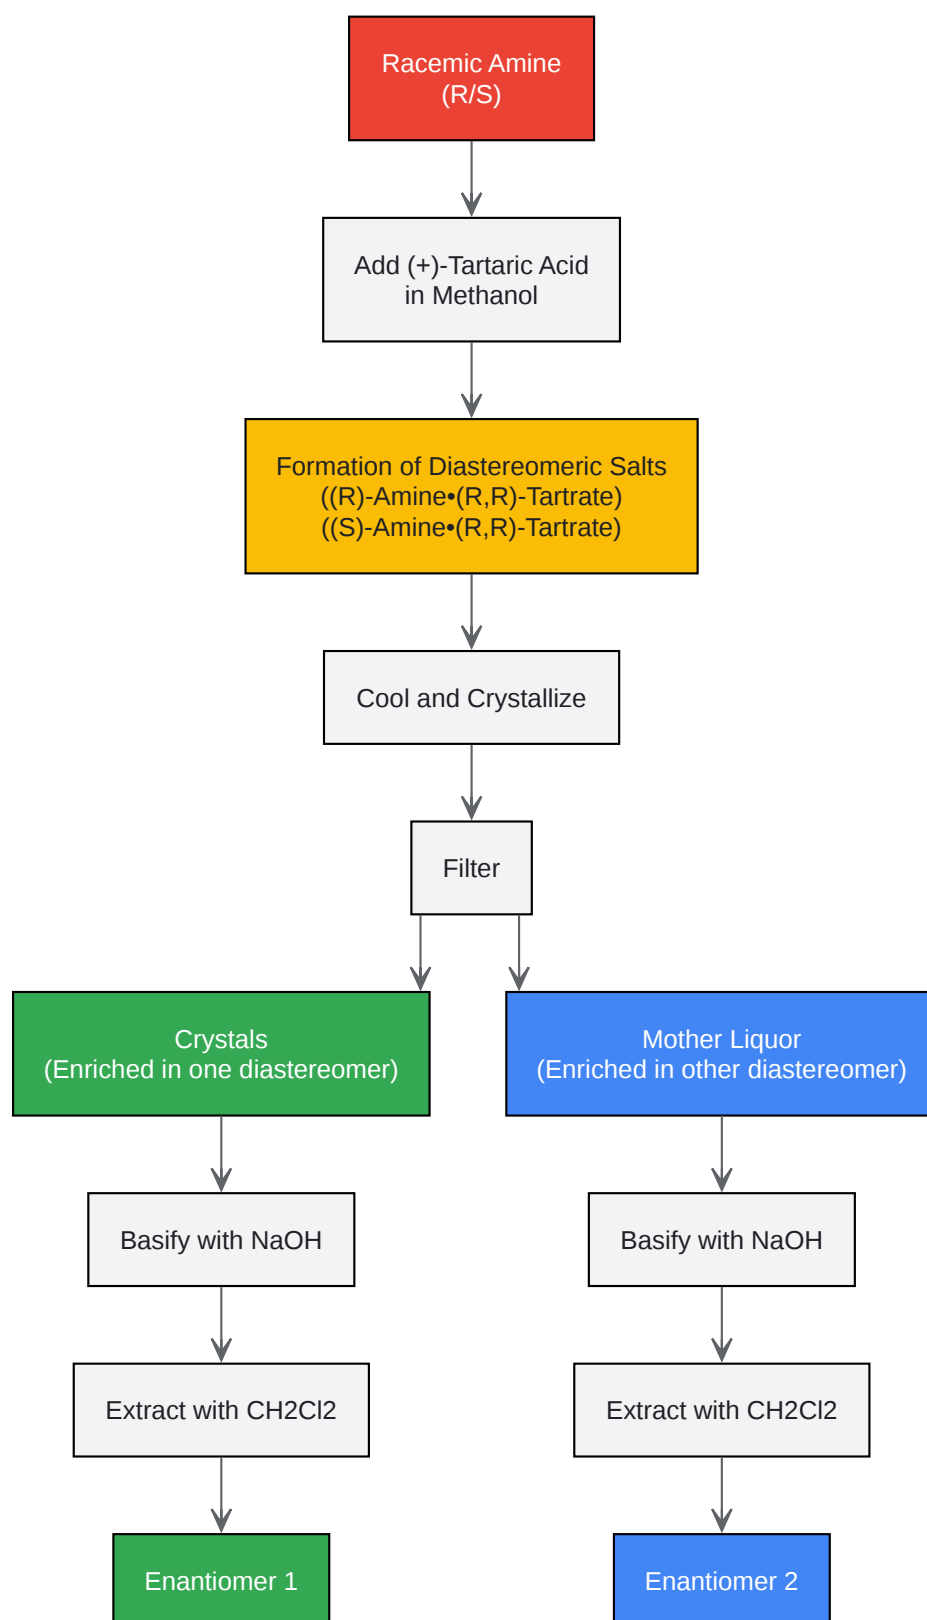 Racemic Amine
(R/S)
Add (+)-Tartaric Acid
in Methanol
Formation of Diastereomeric Salts
((R)-Amine•(R,R)-Tartrate)
((S)-Amine•(R,R)-Tartrate)
Cool and Crystallize
Filter
Crystals
(Enriched in one diastereomer)
Mother Liquor
(Enriched in other diastereomer)
Basify with NaOH
Basify with NaOH
Extract with CH2Cl2
Extract with CH2Cl2
Enantiomer 1
Enantiomer 2